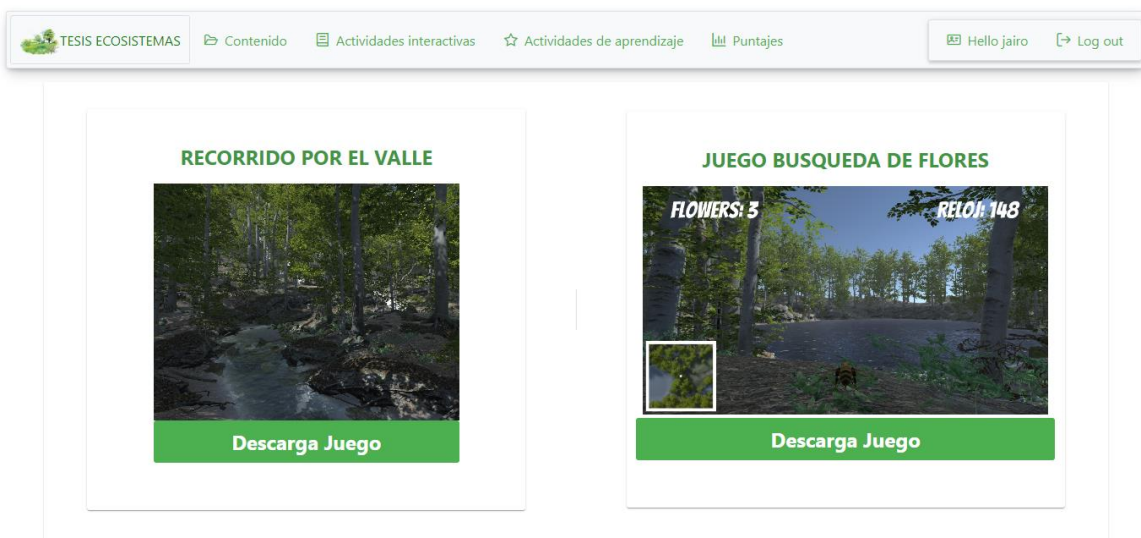 TESIS ECOSISTEMAS Contenido Actividades interactivas Actividades de aprendizaje Puntajes Hello jairo Log out
RECORRIDO POR EL VALLE
Descarga Juego
JUEGO BUSQUEDA DE FLORES
FLOWERS: 3 RELOJ: 148
Descarga Juego